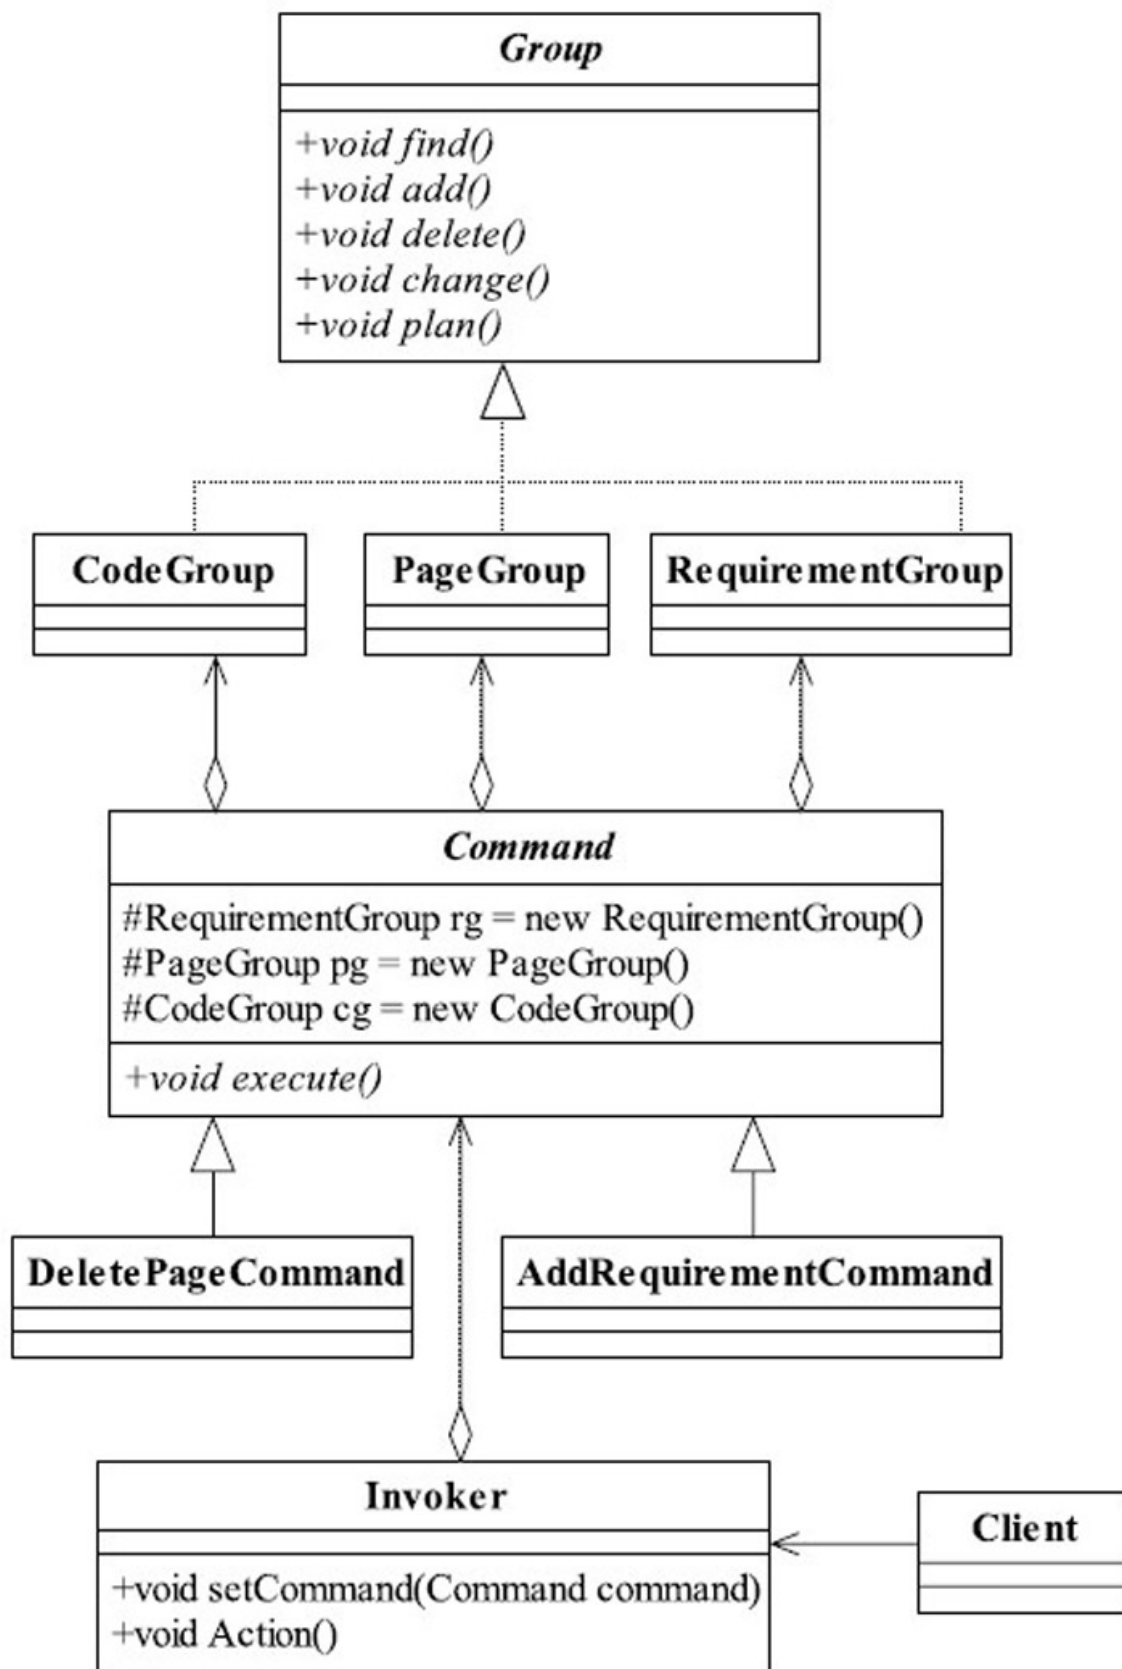 Group
+void find()
+void add()
+void delete()
+void change()
+void plan()
CodeGroup
PageGroup
RequirementGroup
Command
#RequirementGroup rg = new RequirementGroup()
#PageGroup pg = new PageGroup()
#CodeGroup cg = new CodeGroup()
+void execute()
DeletePageCommand
AddRequirementCommand
Invoker
+void setCommand(Command command)
+void Action()
Client